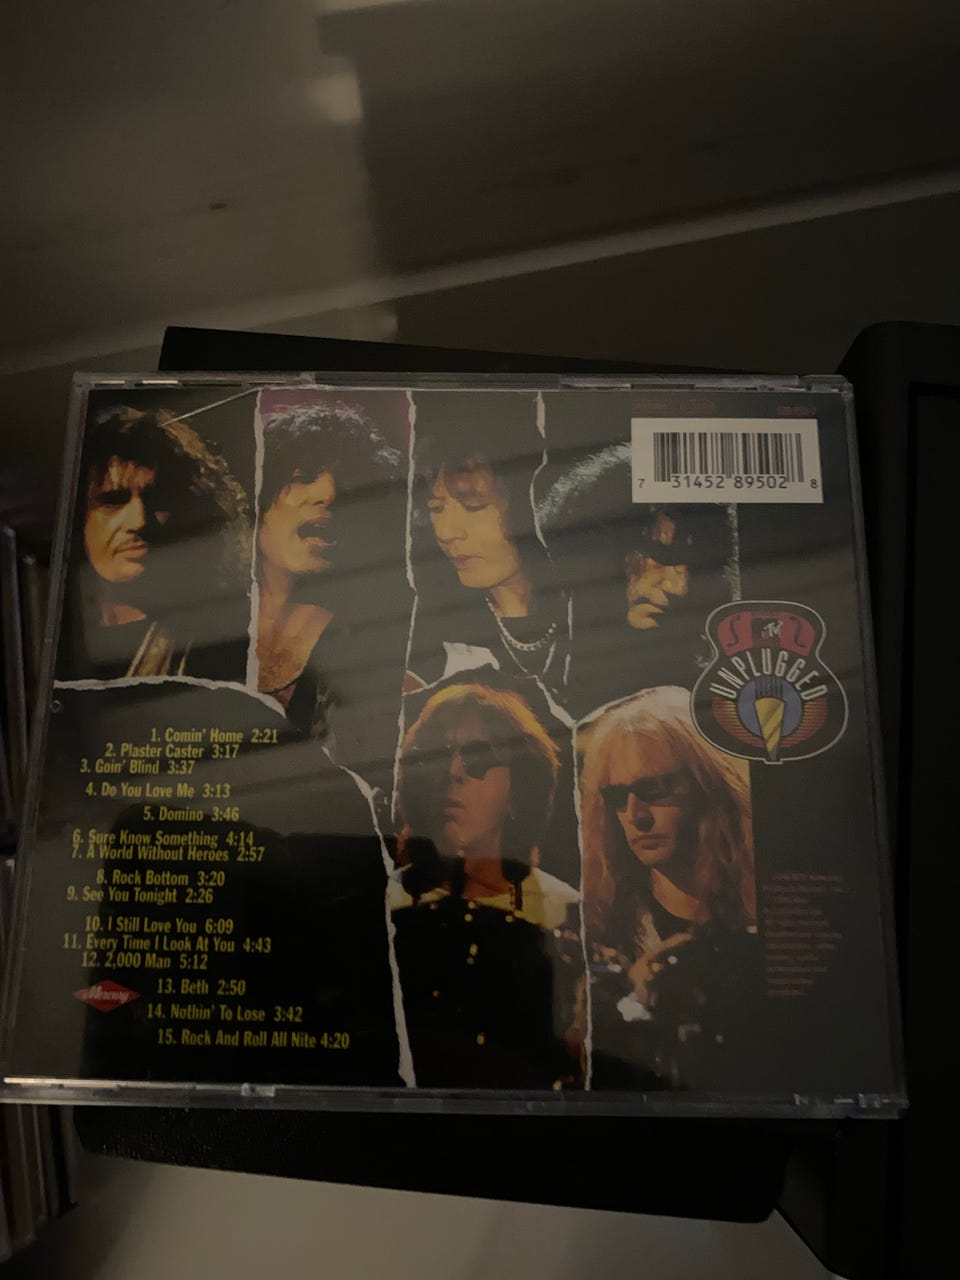 7 31452 89502 8
MTV
UNPLUGGED
1. Comin' Home 2:21
2. Plaster Caster 3:17
3. Goin' Blind 3:37
4. Do You Love Me 3:13
5. Domino 3:46
6. Sure Know Something 4:14
7. A World Without Heroes 2:57
8. Rock Bottom 3:20
9. See You Tonight 2:26
10. I Still Love You 6:09
11. Every Time I Look At You 4:43
12. 2,000 Man 5:12
13. Beth 2:50
Mercury
14. Nothin' To Lose 3:42
15. Rock And Roll All Nite 4:20